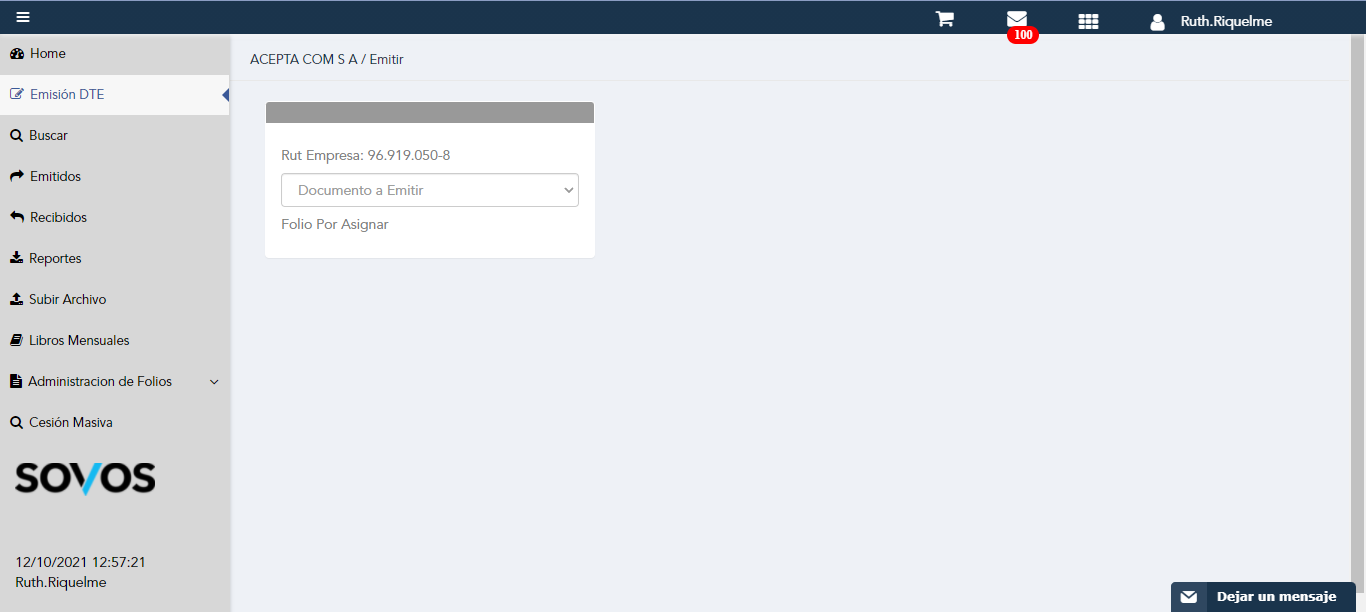 100
Ruth.Riquelme
Home
Emisión DTE
Buscar
Emitidos
Recibidos
Reportes
Subir Archivo
Libros Mensuales
Administracion de Folios
Cesión Masiva
SOVOS
12/10/2021 12:57:21
Ruth.Riquelme
ACEPTA COM S A / Emitir
Rut Empresa: 96.919.050-8
Documento a Emitir
Folio Por Asignar
Dejar un mensaje